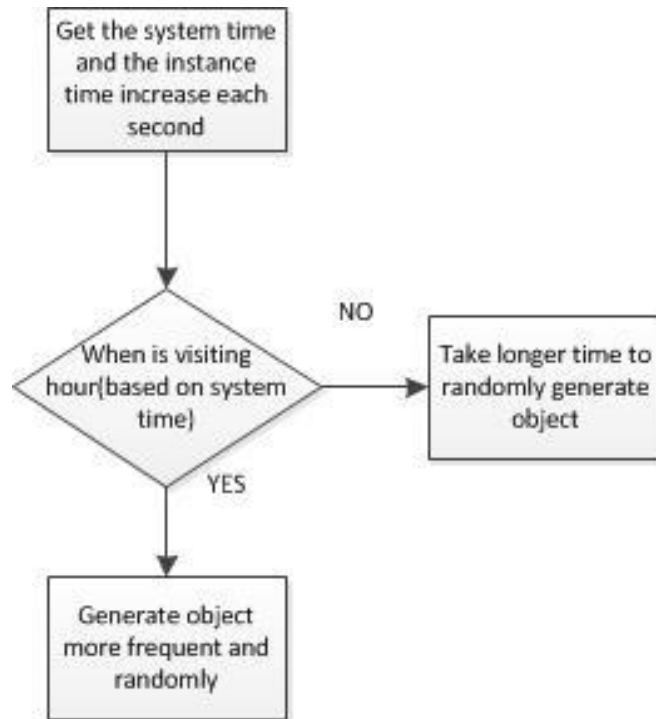 Get the system time
and the instance
time increase each
second
NO
When is visiting
hour(based on system
time)
Take longer time to
randomly generate
object
YES
Generate object
more frequent and
randomly